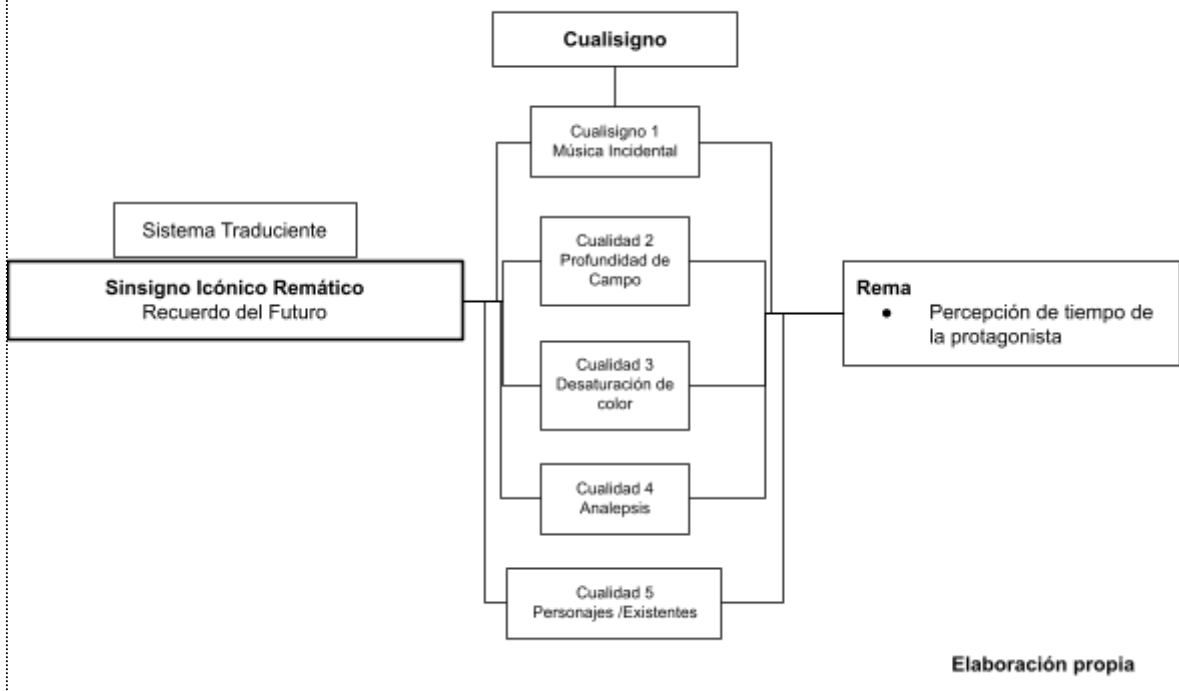 Cualisigno
Cualisigno 1
Música Incidental
Sistema Traduciente
Sinsigno Icónico Remático
Recuerdo del Futuro
Cualidad 2
Profundidad de
Campo
Cualidad 3
Desaturación de
color
Cualidad 4
Analepsis
Cualidad 5
Personajes /Existentes
Rema
● Percepción de tiempo de
la protagonista
Elaboración propia